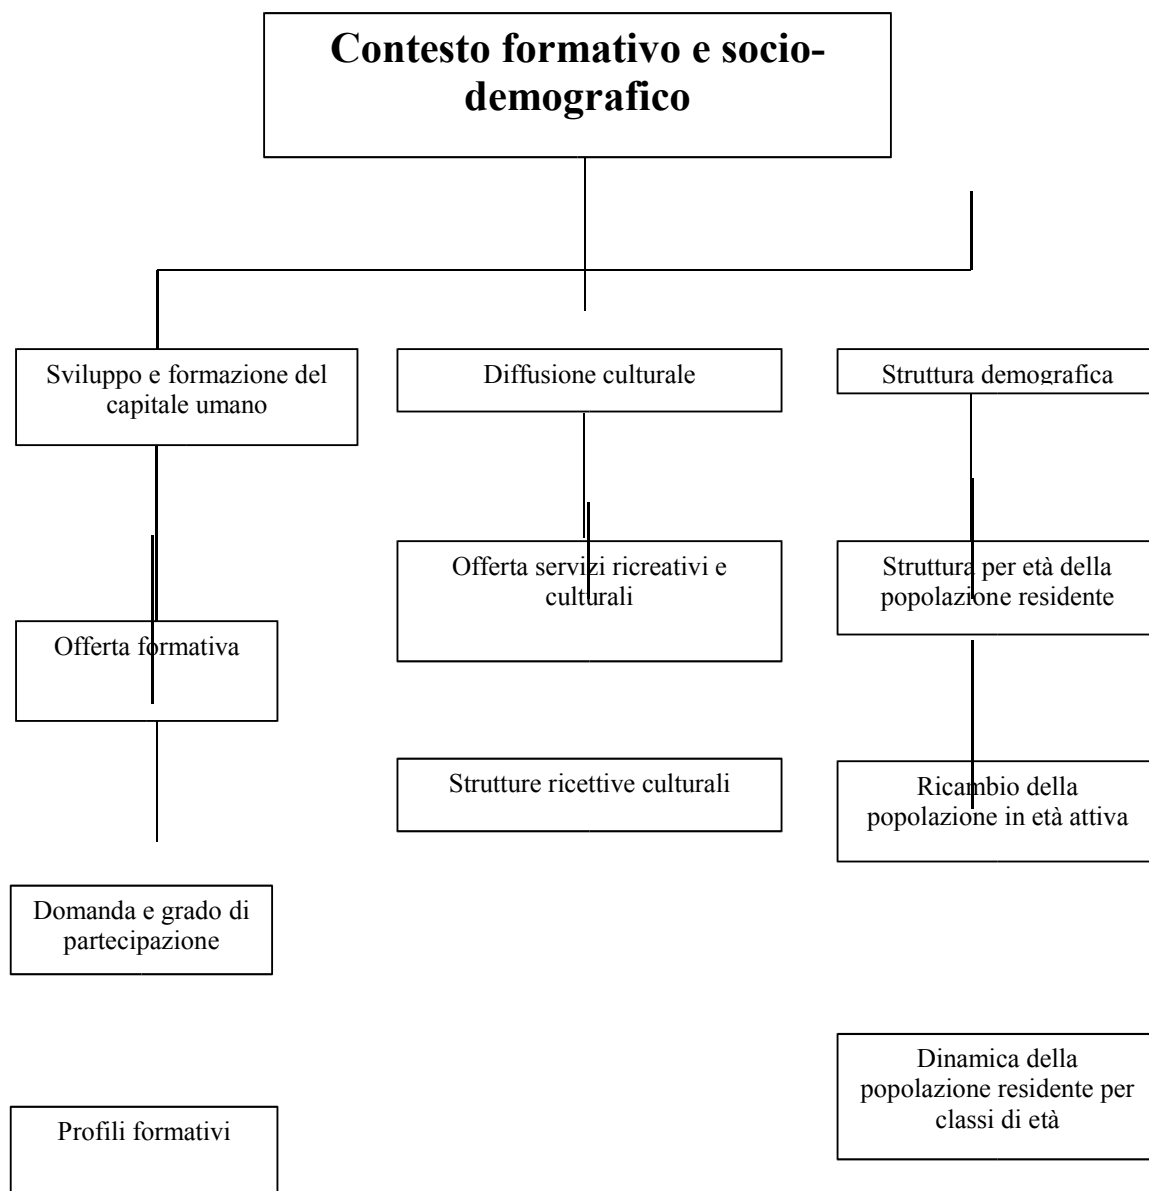 Contesto formativo e socio-
demografico
Sviluppo e formazione del
capitale umano
Diffusione culturale
Struttura demografica
Offerta servizi ricreativi e
culturali
Struttura per età della
popolazione residente
Offerta formativa
Strutture ricettive culturali
Ricambio della
popolazione in età attiva
Domanda e grado di
partecipazione
Dinamica della
popolazione residente per
classi di età
Profili formativi